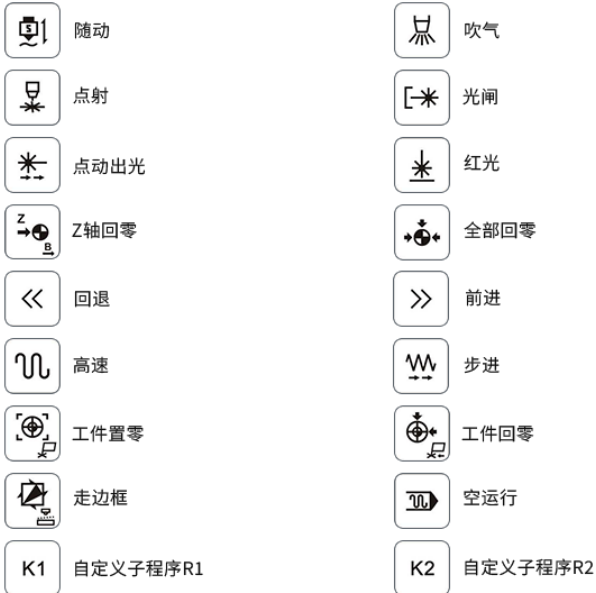 S 随动 吹气
点射 光闸
点动出光 红光
Z B Z轴回零 全部回零
回退 前进
高速 步进
工件置零 工件回零
走边框 空运行
K1 自定义子程序R1 K2 自定义子程序R2